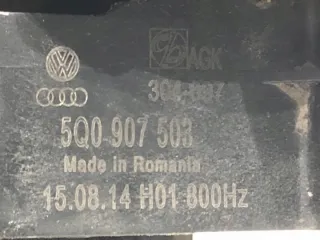 AGK
5Q0 907 503
Made in Romania
15.08.14 H01 800Hz